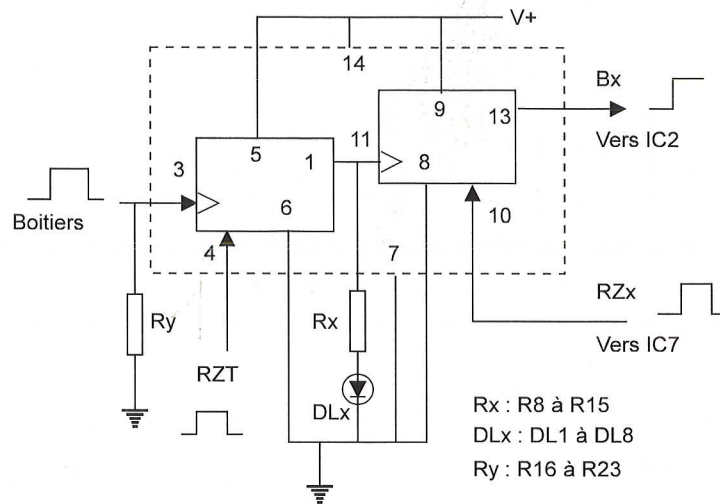 V+
14
9
13
Bx
Vers IC2
11
8
5
1
3
6
4
10
7
Boitiers
RZx
Vers IC7
Ry
Rx
RZT
DLx
Rx : R8 à R15
DLx : DL1 à DL8
Ry : R16 à R23